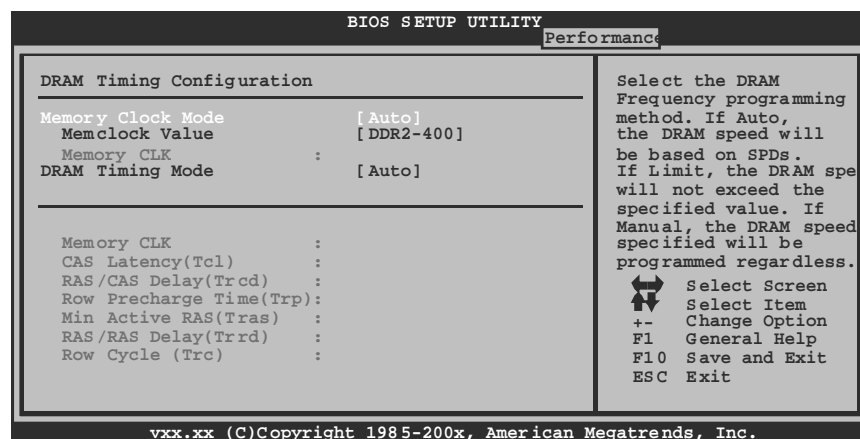 BIOS SETUP UTILITY
Performance
DRAM Timing Configuration
Memory Clock Mode [Auto]
Memclock Value [DDR2-400]
Memory CLK :
DRAM Timing Mode [Auto]
Memory CLK :
CAS Latency(Tcl) :
RAS/CAS Delay(Trcd) :
Row Precharge Time(Trp):
Min Active RAS(Tras) :
RAS/RAS Delay(Trrd) :
Row Cycle (Trc) :
Select the DRAM
Frequency programming
method. If Auto,
the DRAM speed will
be based on SPDs.
If Limit, the DRAM spe
will not exceed the
specified value. If
Manual, the DRAM speed
specified will be
programmed regardless.
Select Screen
Select Item
+- Change Option
F1 General Help
F10 Save and Exit
ESC Exit
vxx.xx (C)Copyright 1985-200x, American Megatrends, Inc.